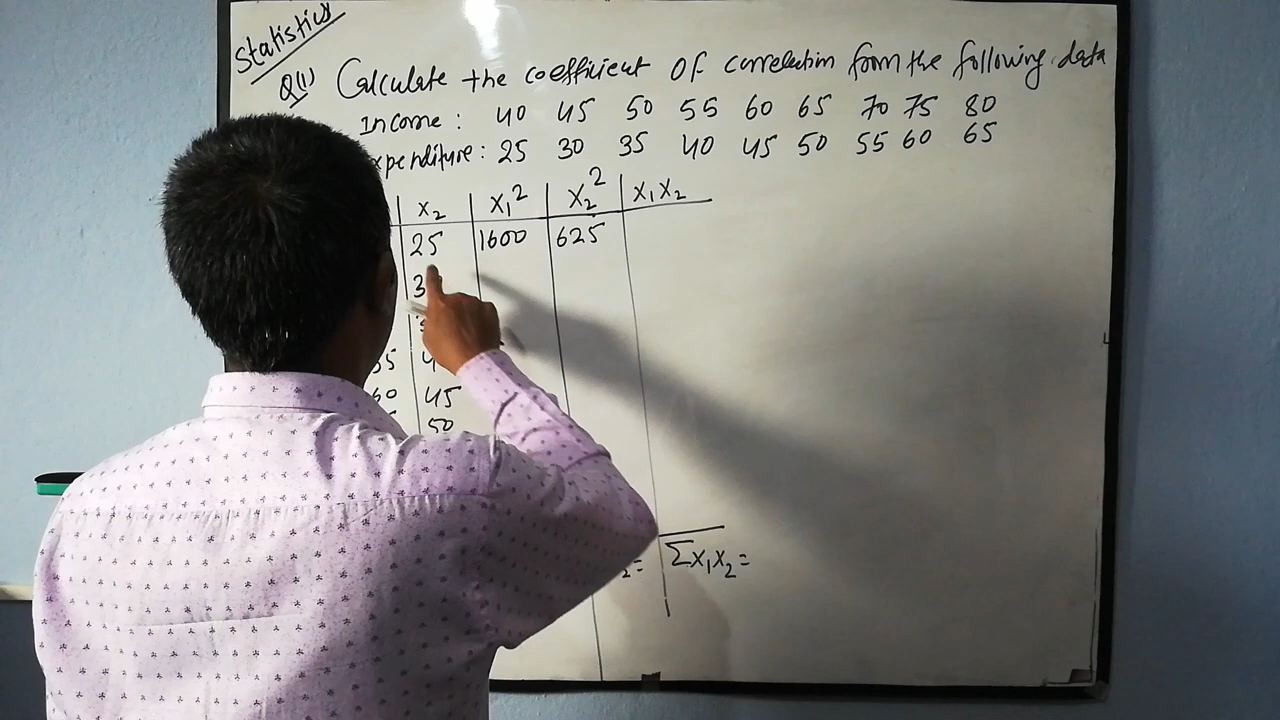 Statistics
Q(1) Calculate the coefficient of correlation from the following data
Income: 40 45 50 55 60 65 70 75 80
xpenditure: 25 30 35 40 45 50 55 60 65
X₂ X₁² X₂² X₁X₂
25 1600 625
3
60 45
50
∑X₁X₂=